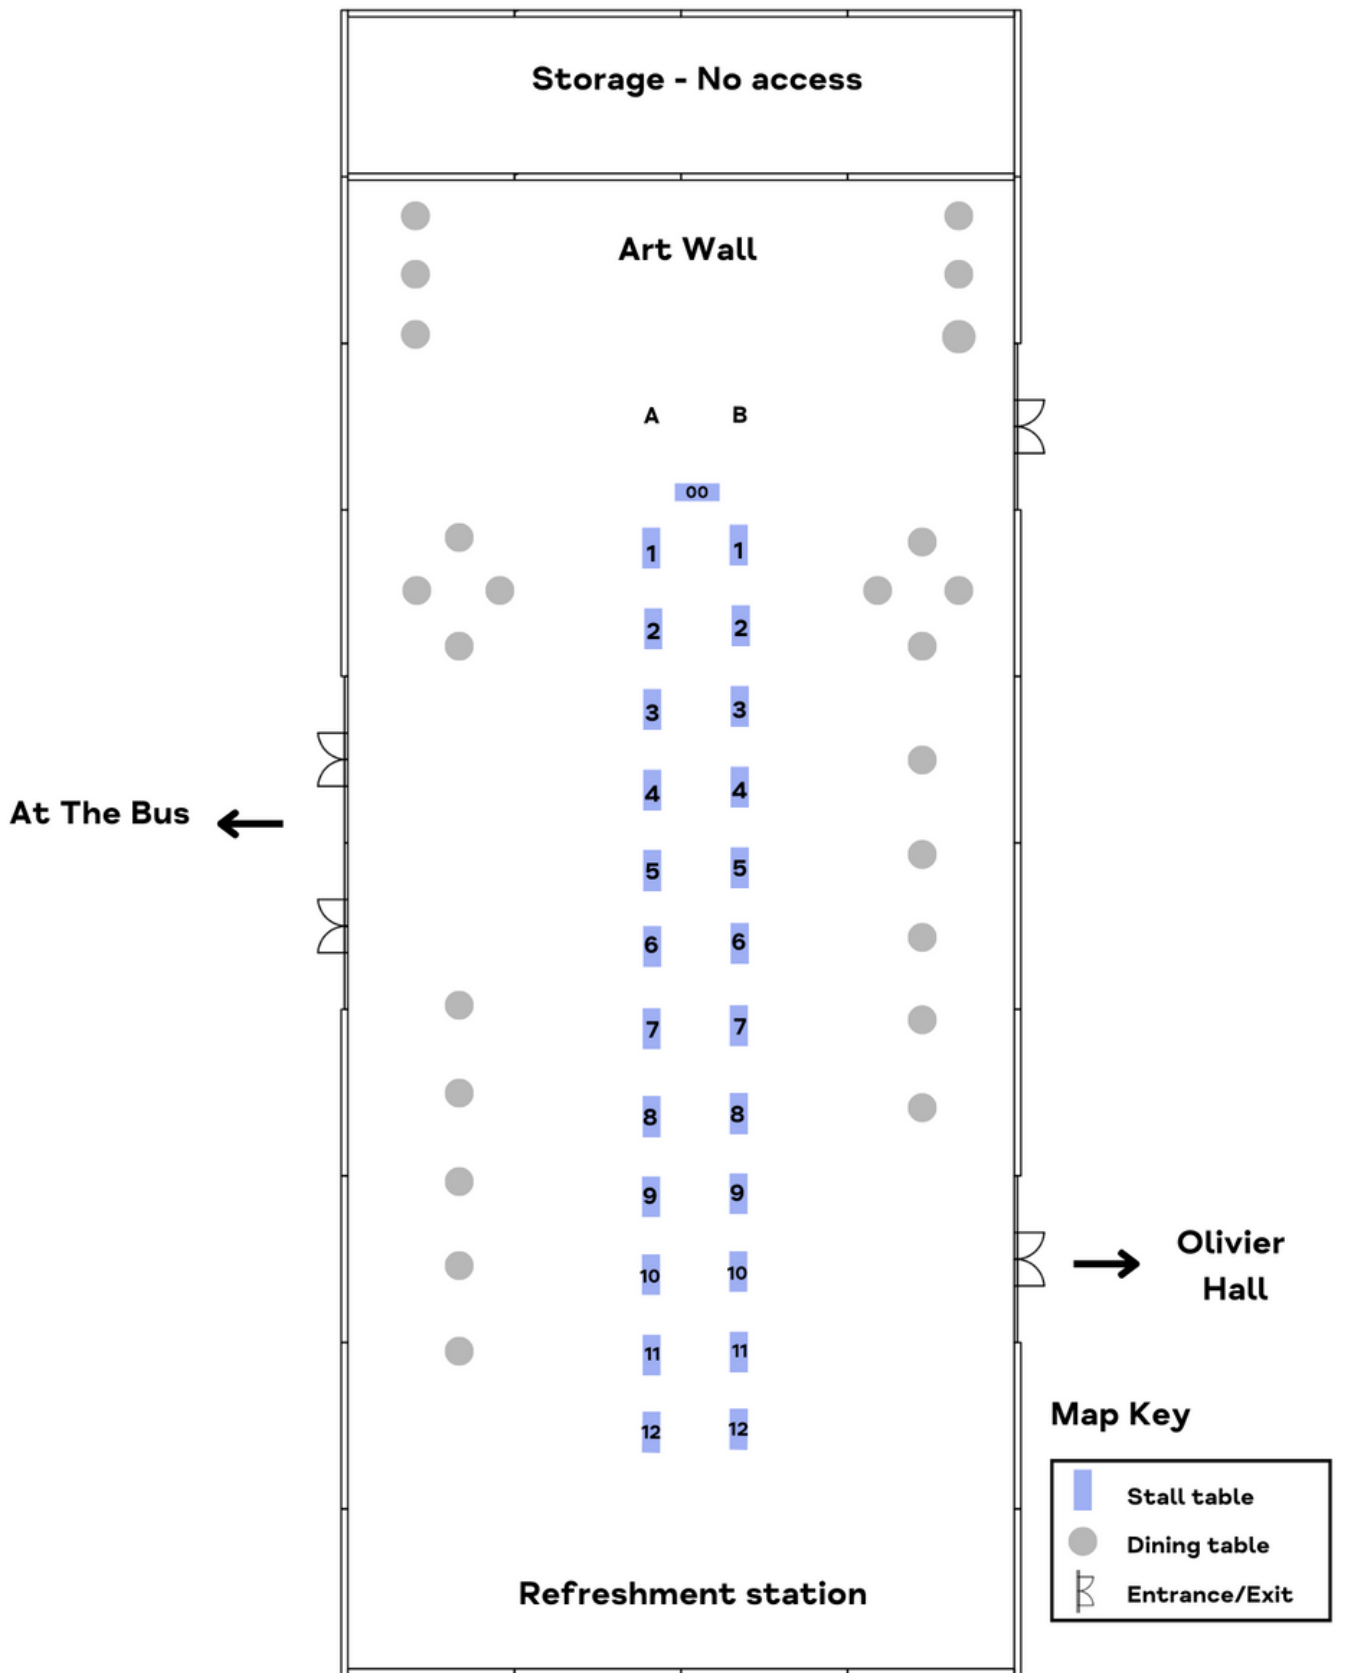 Storage - No access
Art Wall
A B
00
1 1
2 2
3 3
4 4
At The Bus
5 5
6 6
7 7
8 8
9 9
10 10
Olivier
Hall
11 11
12 12
Map Key
Stall table
Dining table
Entrance/Exit
Refreshment station